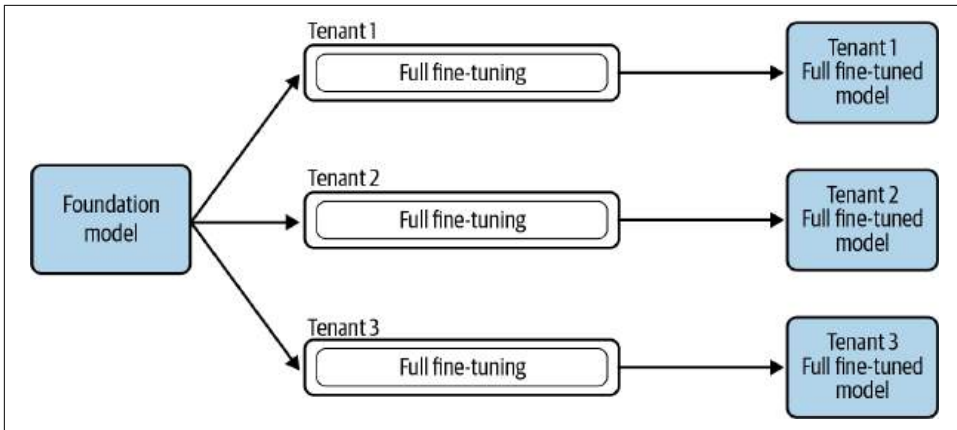 Tenant 1
Full fine-tuning
Tenant 1
Full fine-tuned
model
Foundation
model
Tenant 2
Full fine-tuning
Tenant 2
Full fine-tuned
model
Tenant 3
Full fine-tuning
Tenant 3
Full fine-tuned
model